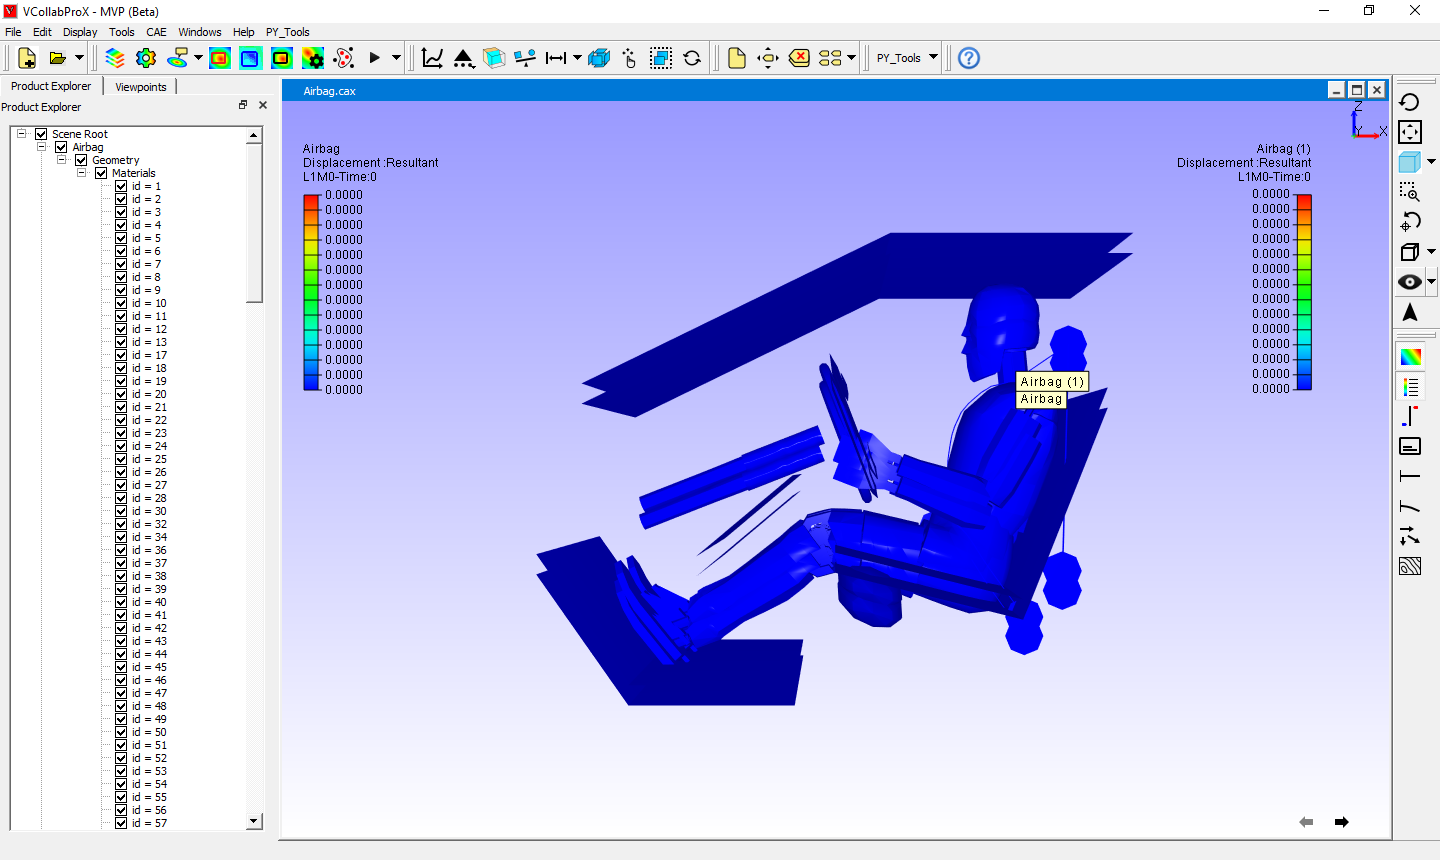 VCollabProX - MVP (Beta)
File Edit Display Tools CAE Windows Help PY_Tools
PY_Tools
Product Explorer Viewpoints
Product Explorer
Scene Root
Airbag
Geometry
Materials
id = 1
id = 2
id = 3
id = 4
id = 5
id = 6
id = 7
id = 8
id = 9
id = 10
id = 11
id = 12
id = 13
id = 17
id = 18
id = 19
id = 20
id = 21
id = 22
id = 23
id = 24
id = 25
id = 26
id = 27
id = 28
id = 30
id = 32
id = 34
id = 36
id = 37
id = 38
id = 39
id = 40
id = 41
id = 42
id = 43
id = 44
id = 45
id = 46
id = 47
id = 48
id = 49
id = 50
id = 51
id = 52
id = 53
id = 54
id = 55
id = 56
id = 57
Airbag.cax
Airbag
Displacement :Resultant
L1M0-Time:0
0.0000
0.0000
0.0000
0.0000
0.0000
0.0000
0.0000
0.0000
0.0000
0.0000
0.0000
0.0000
0.0000
0.0000
Z
Y X
Airbag (1)
Displacement :Resultant
L1M0-Time:0
0.0000
0.0000
0.0000
0.0000
0.0000
0.0000
0.0000
0.0000
0.0000
0.0000
0.0000
0.0000
0.0000
0.0000
Airbag (1)
Airbag